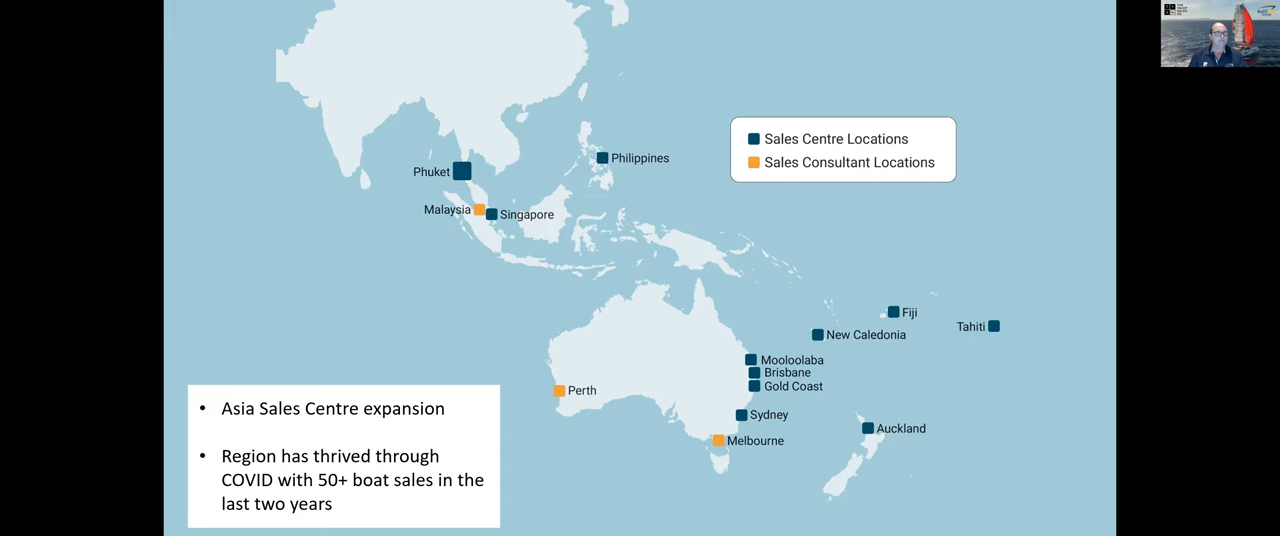 Sales Centre Locations
Sales Consultant Locations
Philippines
Phuket
Malaysia
Singapore
Fiji
Tahiti
New Caledonia
Mooloolaba
Brisbane
Gold Coast
Perth
Sydney
Auckland
Melbourne
• Asia Sales Centre expansion
• Region has thrived through
COVID with 50+ boat sales in the
last two years